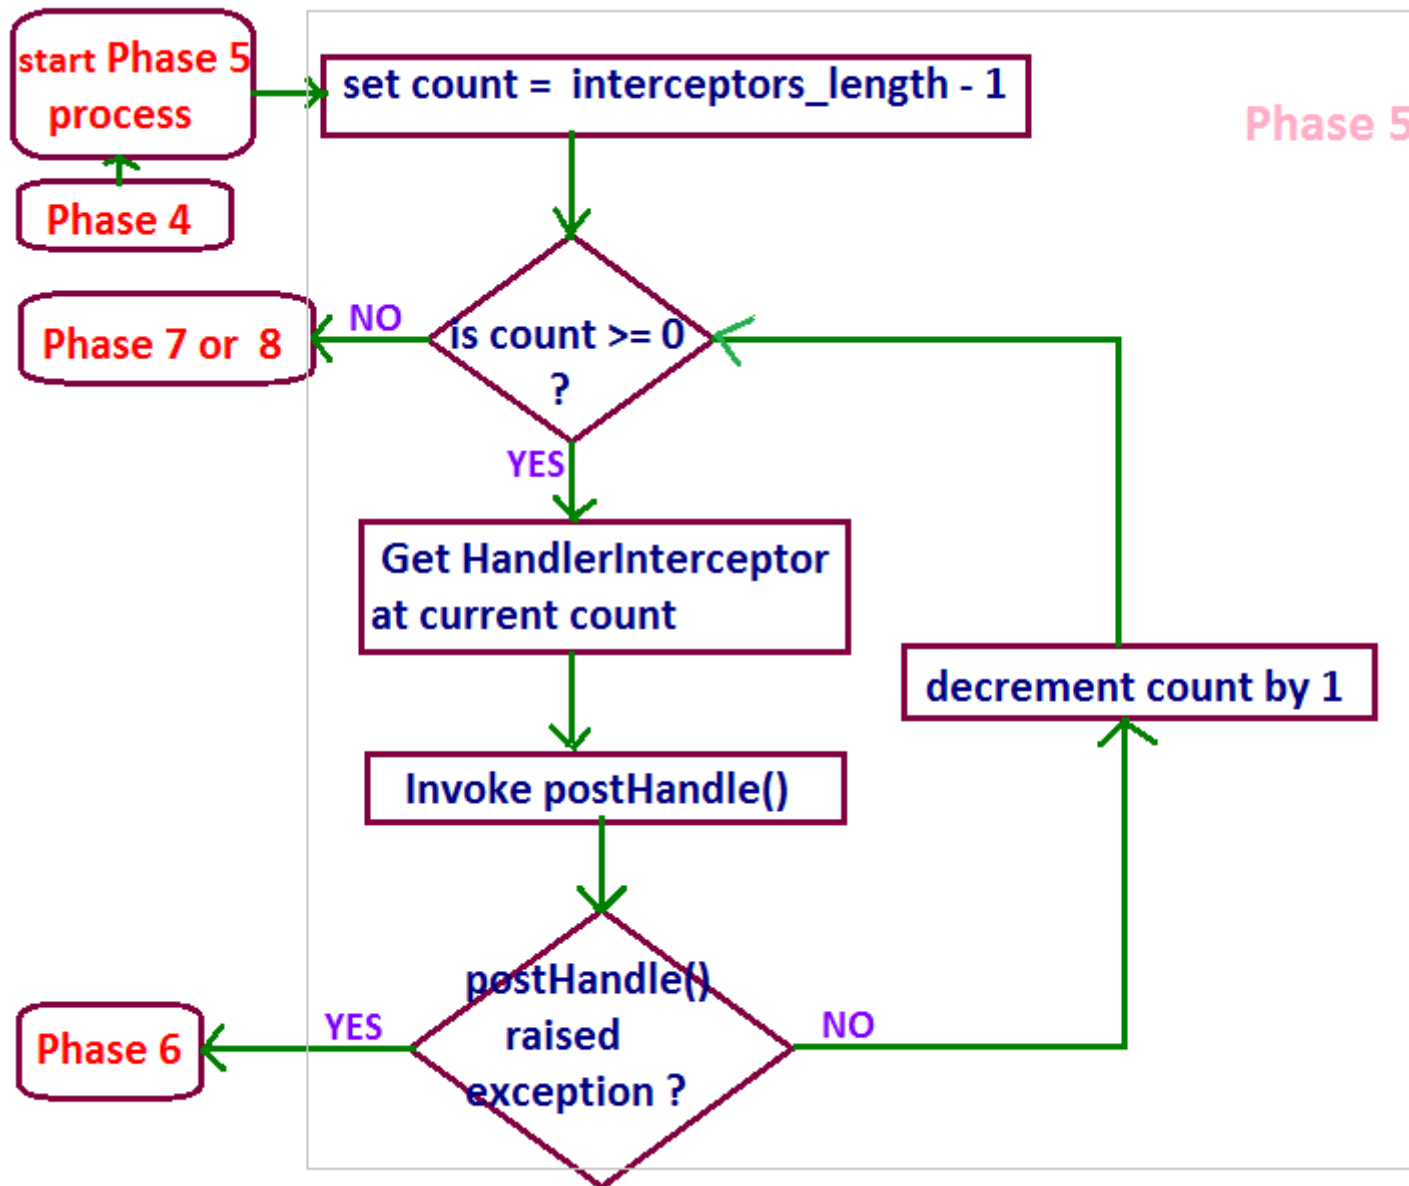 start Phase 5
process
set count =  interceptors_length - 1
Phase 5
Phase 4
NO
Phase 7 or  8
is count >= 0
?
YES
Get HandlerInterceptor
at current count
decrement count by 1
Invoke postHandle()
postHandle()
raised
exception ?
YES
NO
Phase 6